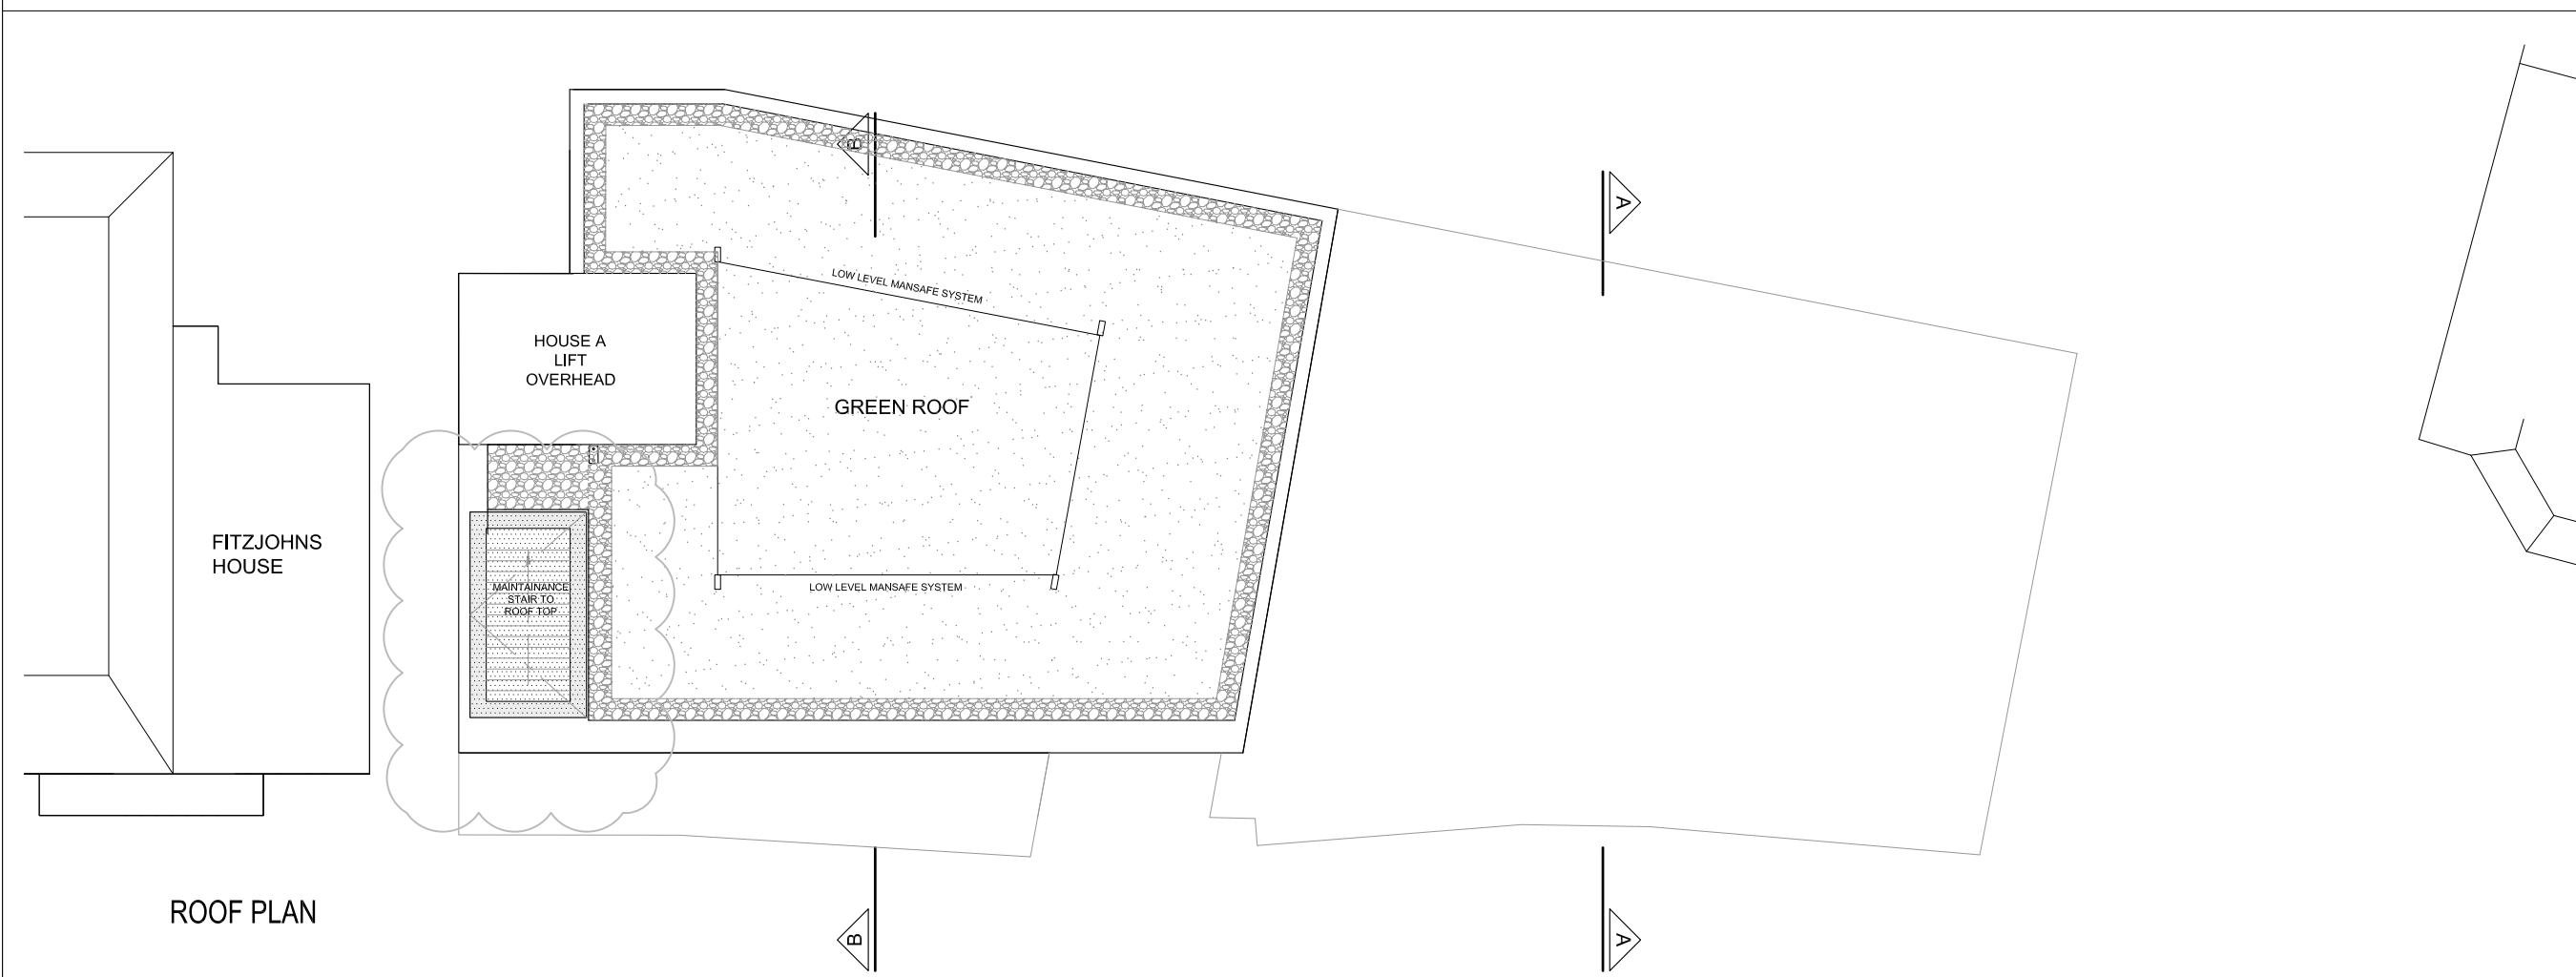 B
A
LOW LEVEL MANSAFE SYSTEM
HOUSE A
LIFT
OVERHEAD
GREEN ROOF
FITZJOHNS
HOUSE
MAINTAINANCE
STAIR TO
ROOF TOP
LOW LEVEL MANSAFE SYSTEM
ROOF PLAN
B
A